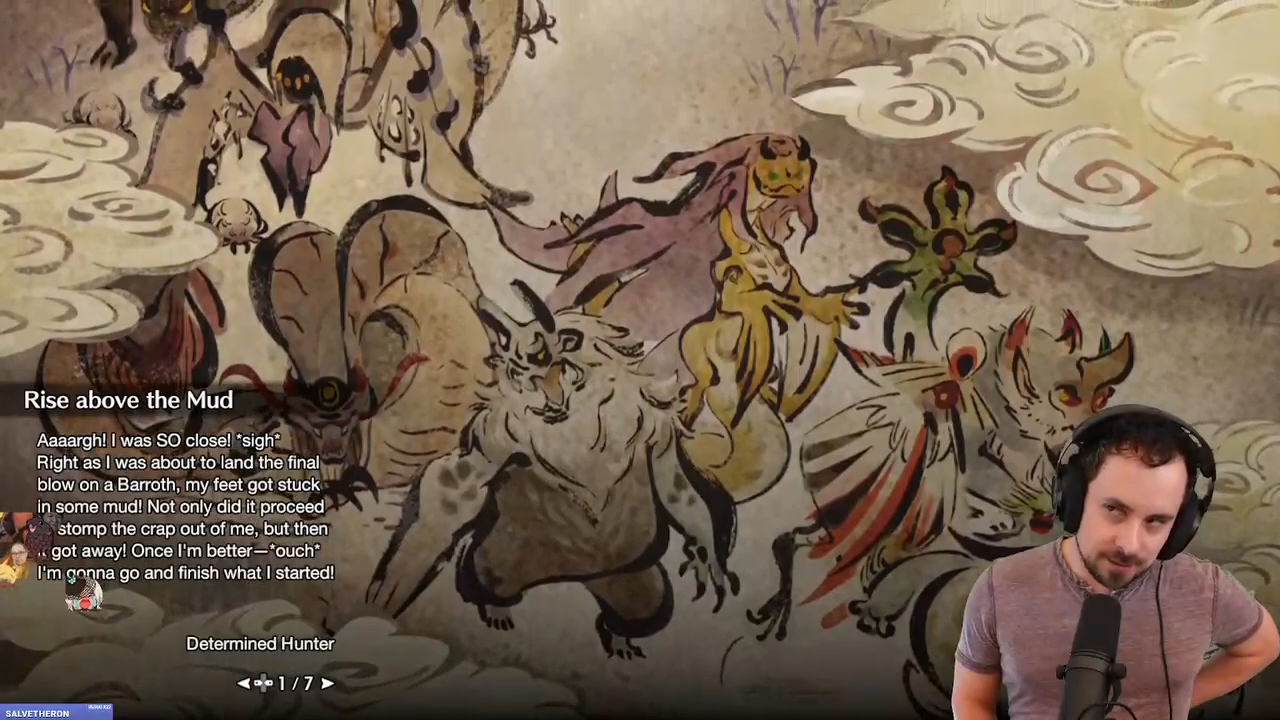 Rise above the Mud
Aaaargh! I was SO close! *sigh*
Right as I was about to land the final
blow on a Barroth, my feet got stuck
in some mud! Not only did it proceed
stomp the crap out of me, but then
got away! Once I'm better—*ouch*
I'm gonna go and finish what I started!
Determined Hunter
1 / 7
SALVETHERON